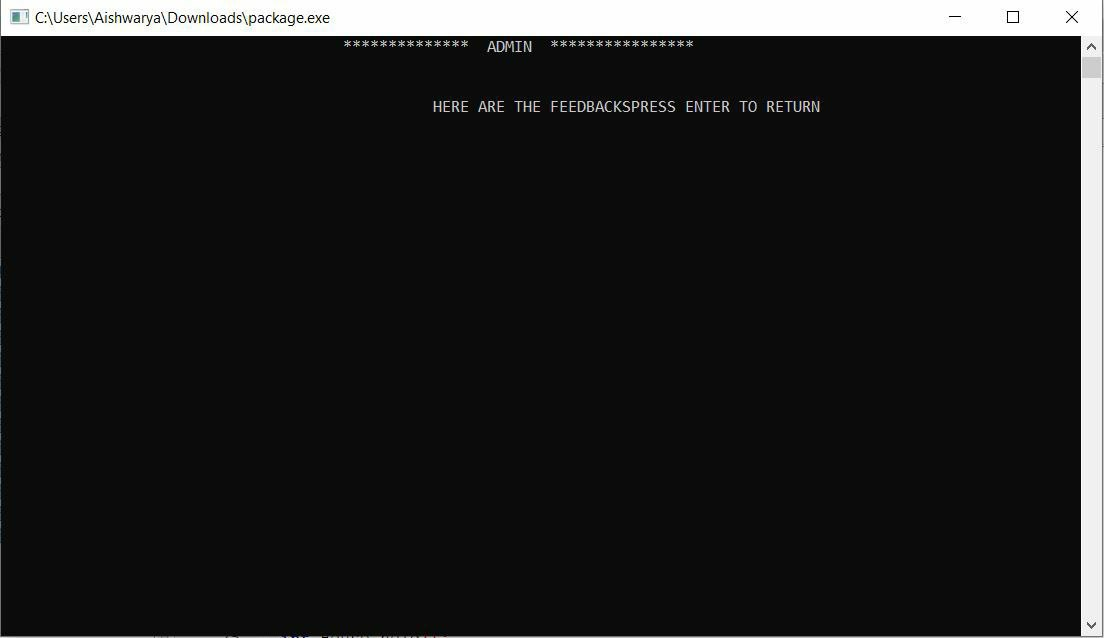 C:\Users\Aishwarya\Downloads\package.exe
************** ADMIN ****************
HERE ARE THE FEEDBACKSPRESS ENTER TO RETURN